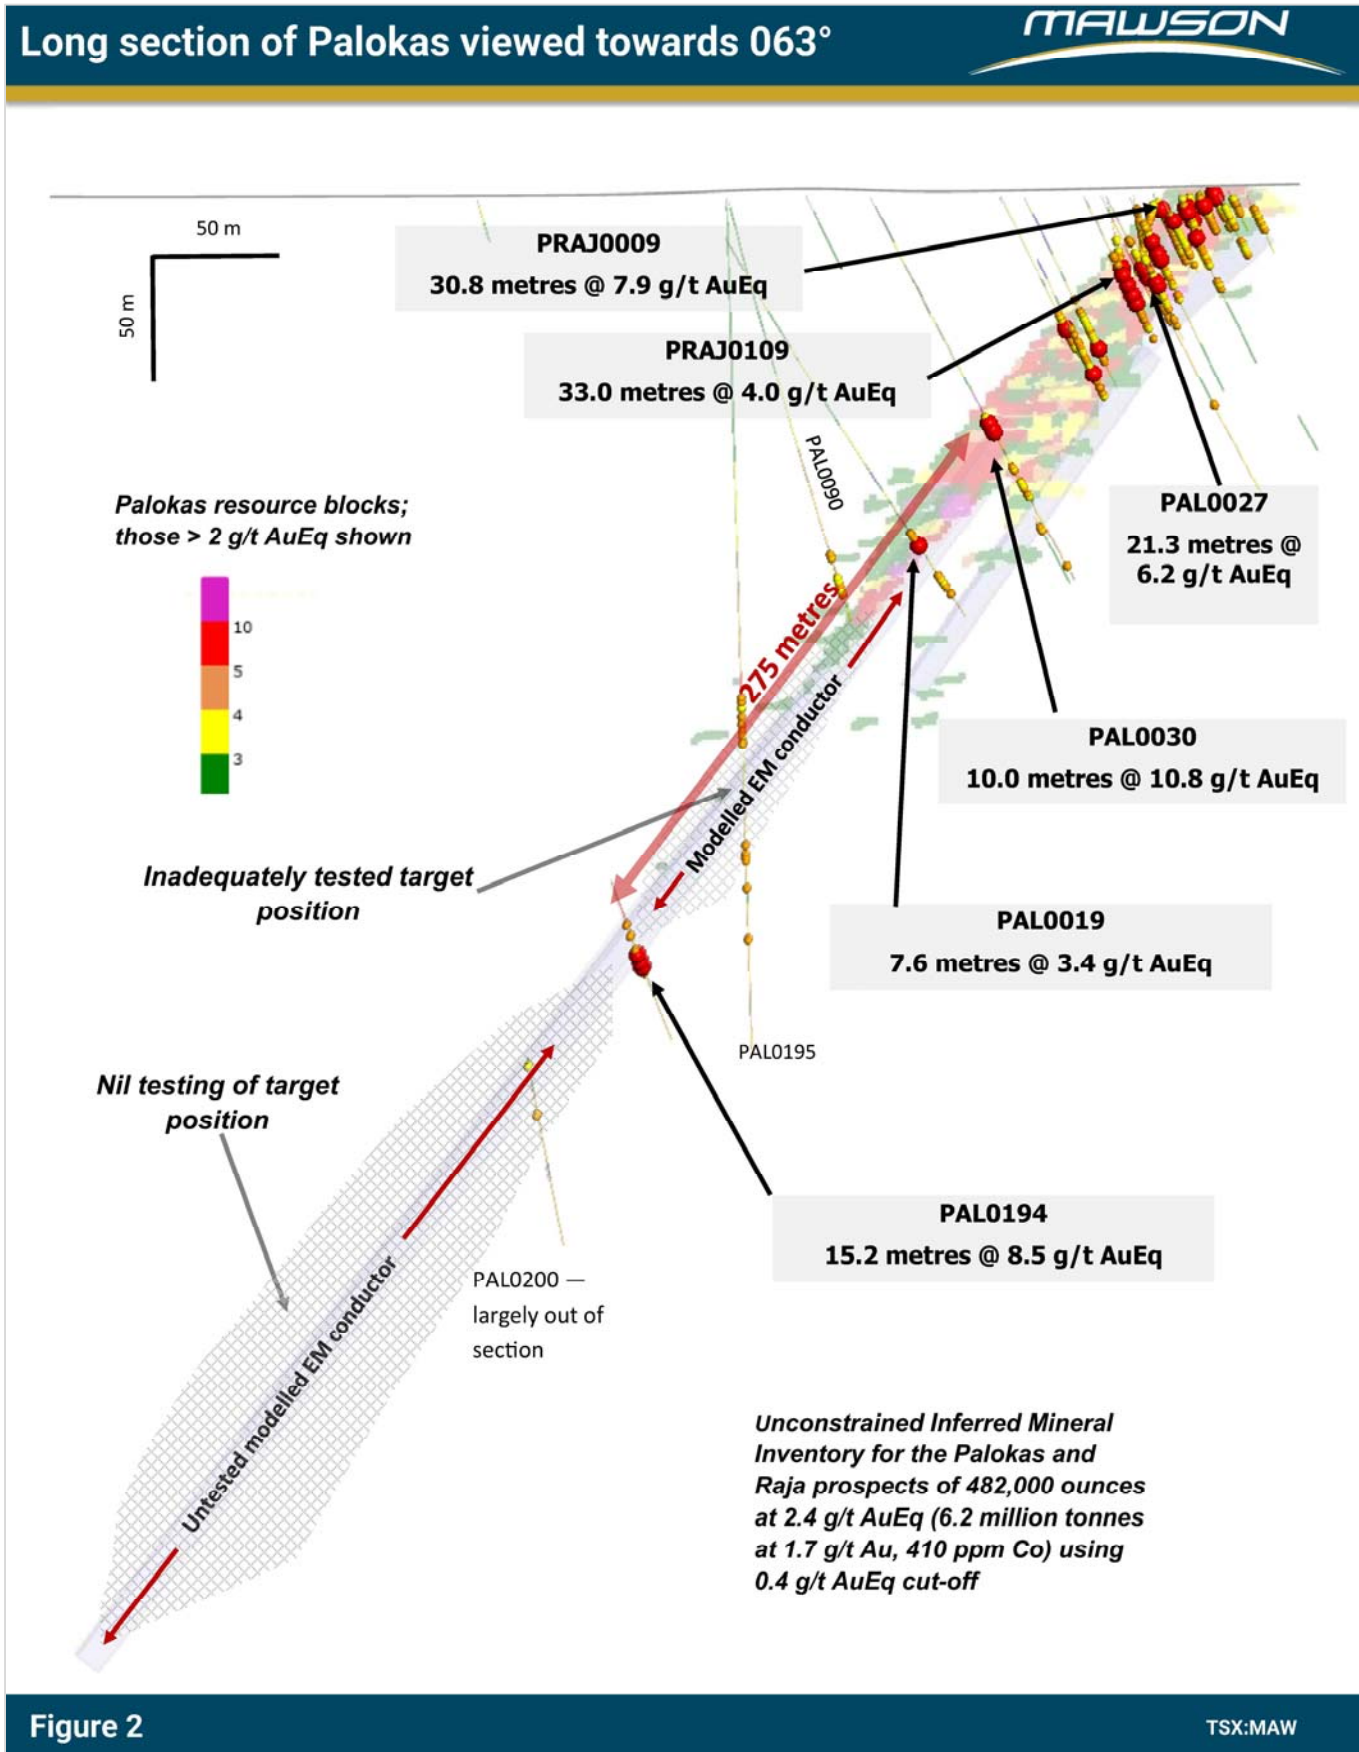 Long section of Palokas viewed towards 063°
MAWSON
50 m
50 m
PRAJ0009
30.8 metres @ 7.9 g/t AuEq
PRAJ0109
33.0 metres @ 4.0 g/t AuEq
PAL0090
Palokas resource blocks;
those > 2 g/t AuEq shown
10
5
4
3
PAL0027
21.3 metres @
6.2 g/t AuEq
275 metres
Modelled EM conductor
PAL0030
10.0 metres @ 10.8 g/t AuEq
Inadequately tested target
position
PAL0019
7.6 metres @ 3.4 g/t AuEq
PAL0195
Nil testing of target
position
PAL0194
15.2 metres @ 8.5 g/t AuEq
PAL0200 —
largely out of
section
Untested modelled EM conductor
Unconstrained Inferred Mineral
Inventory for the Palokas and
Raja prospects of 482,000 ounces
at 2.4 g/t AuEq (6.2 million tonnes
at 1.7 g/t Au, 410 ppm Co) using
0.4 g/t AuEq cut-off
Figure 2
TSX:MAW